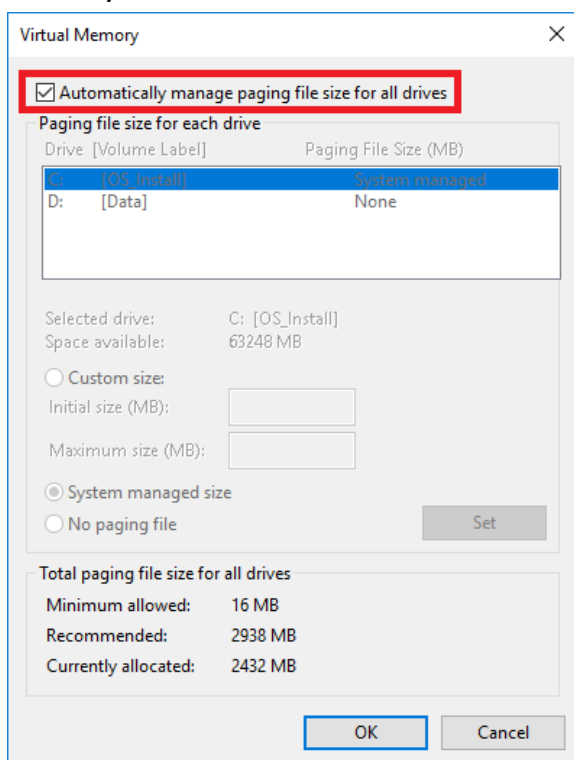 Virtual Memory
Automatically manage paging file size for all drives
Paging file size for each drive
Drive [Volume Label] Paging File Size (MB)
C: [OS_Install] System managed
D: [Data] None
Selected drive: C: [OS_Install]
Space available: 63248 MB
Custom size:
Initial size (MB):
Maximum size (MB):
System managed size
No paging file Set
Total paging file size for all drives
Minimum allowed: 16 MB
Recommended: 2938 MB
Currently allocated: 2432 MB
OK Cancel